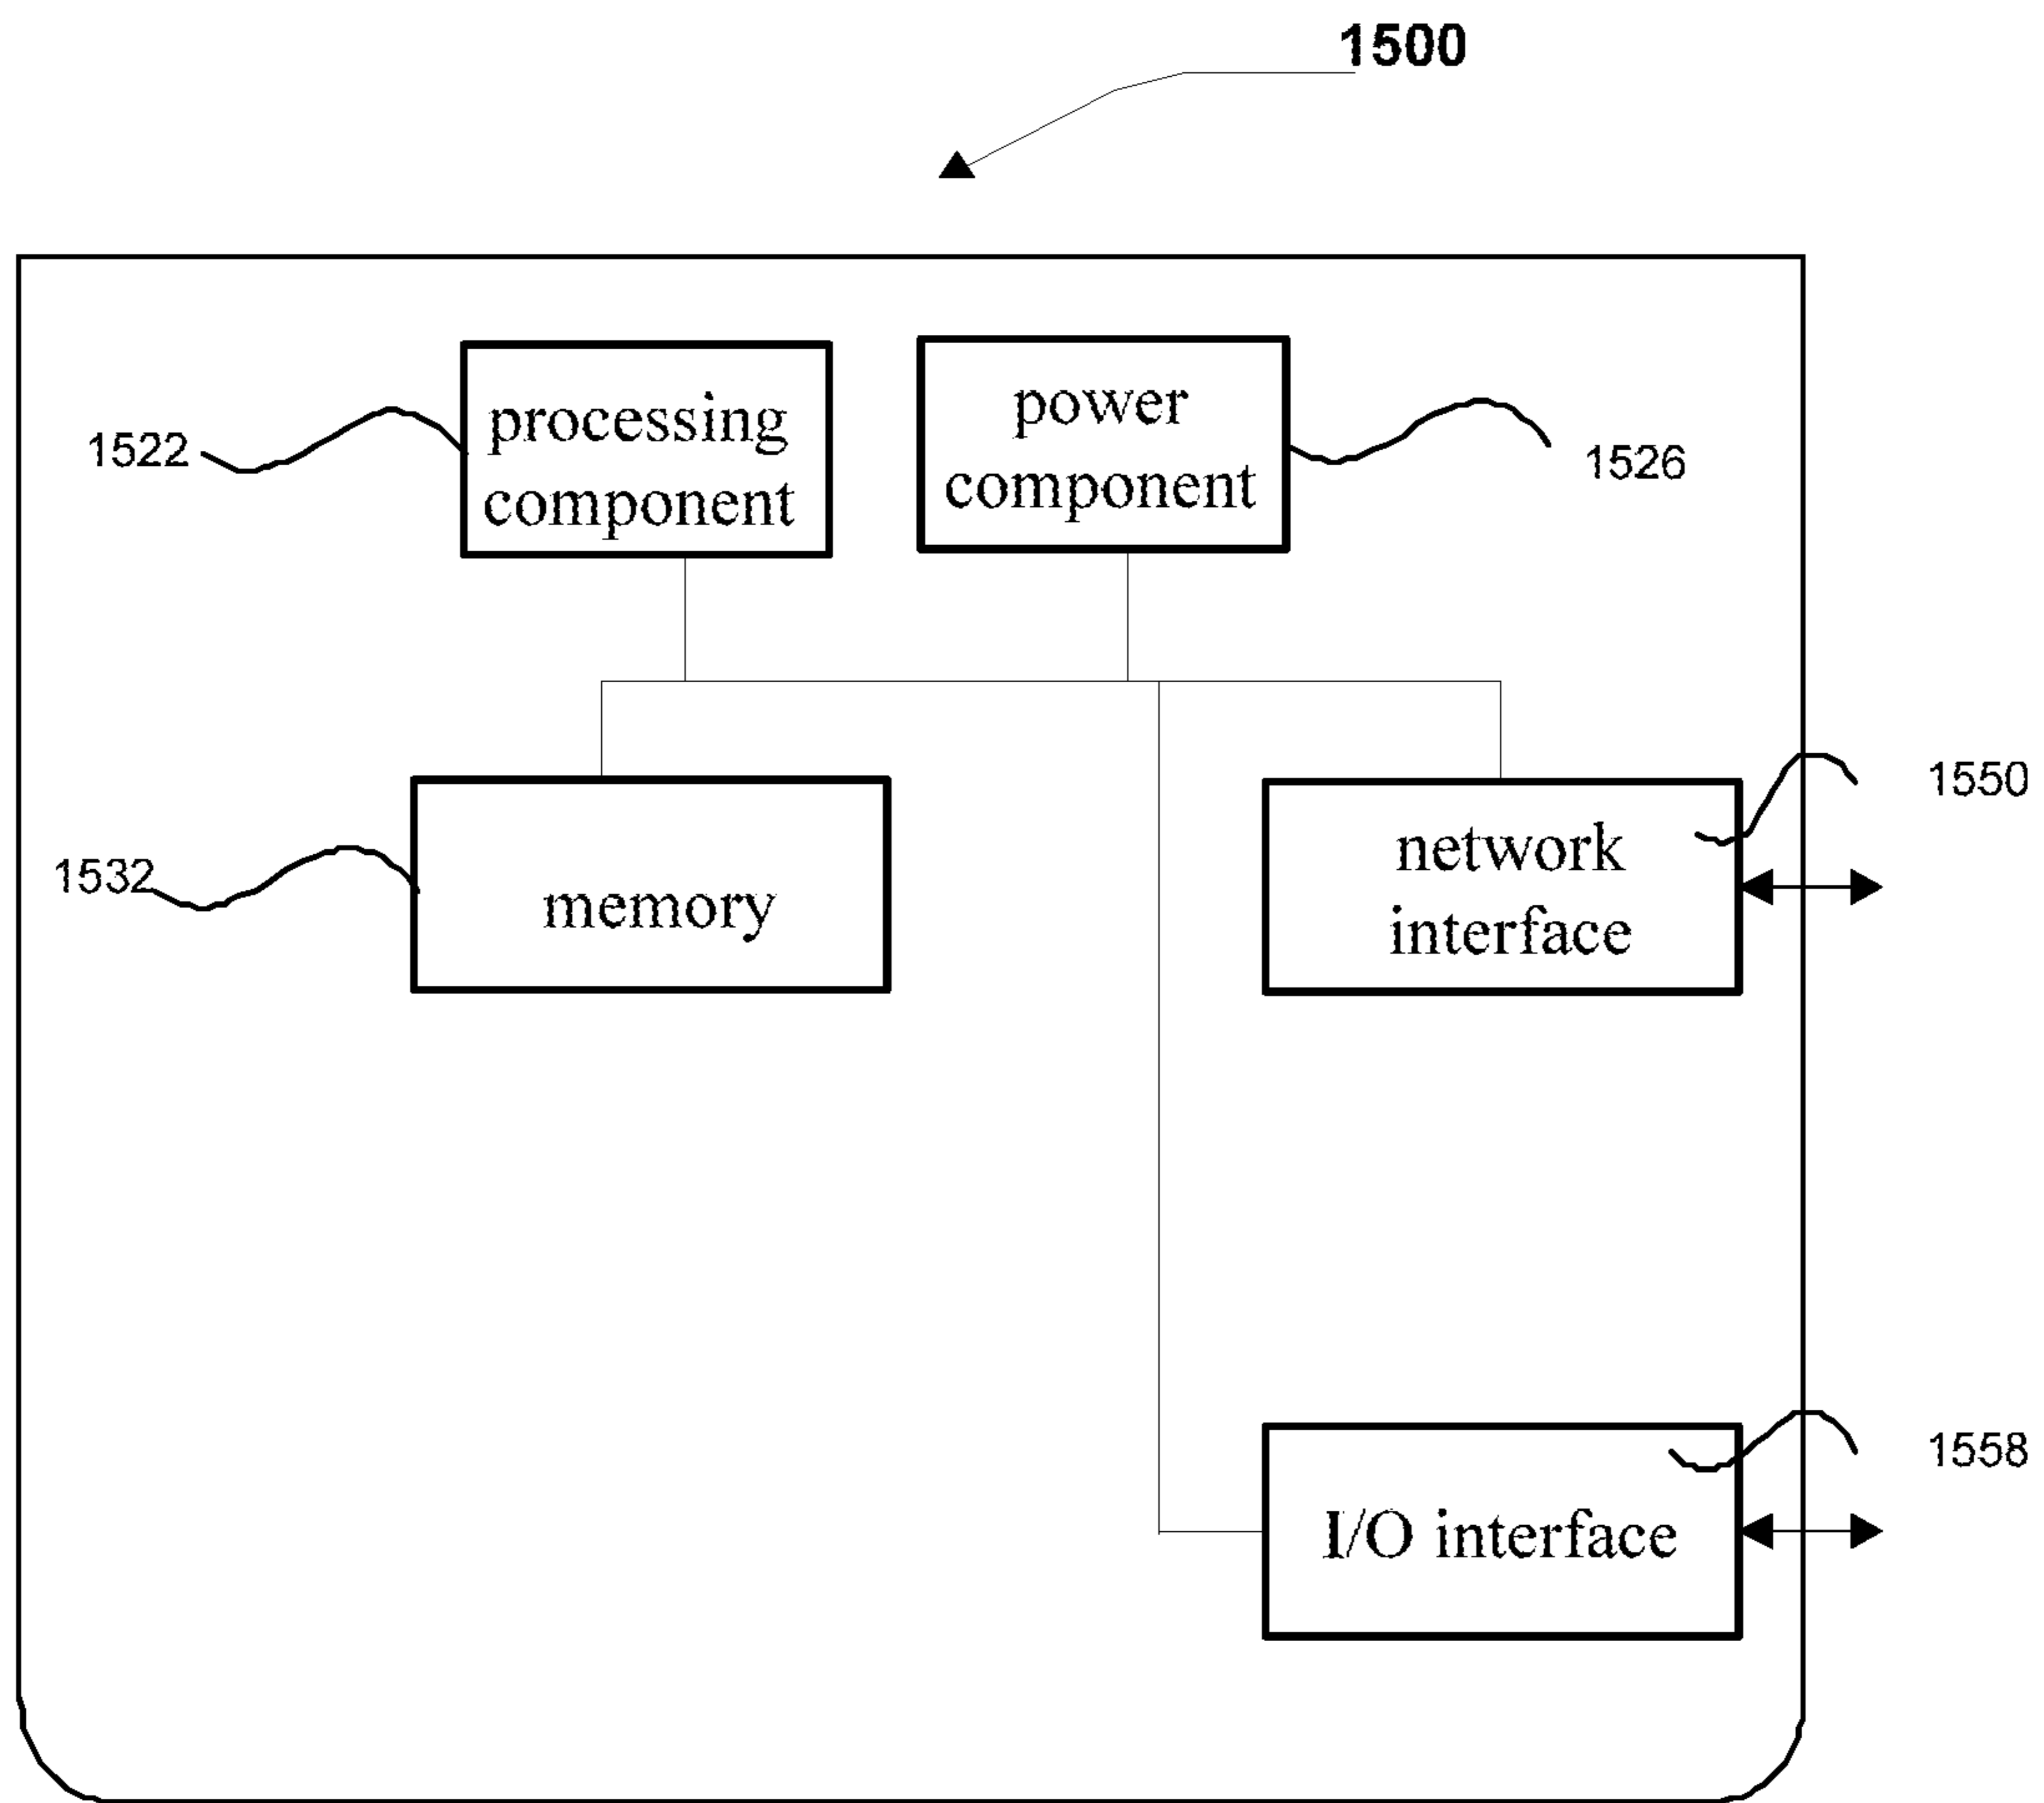 1500
1522
processing
component
power
component
1526
1532
memory
network
interface
1550
I/O interface
1558